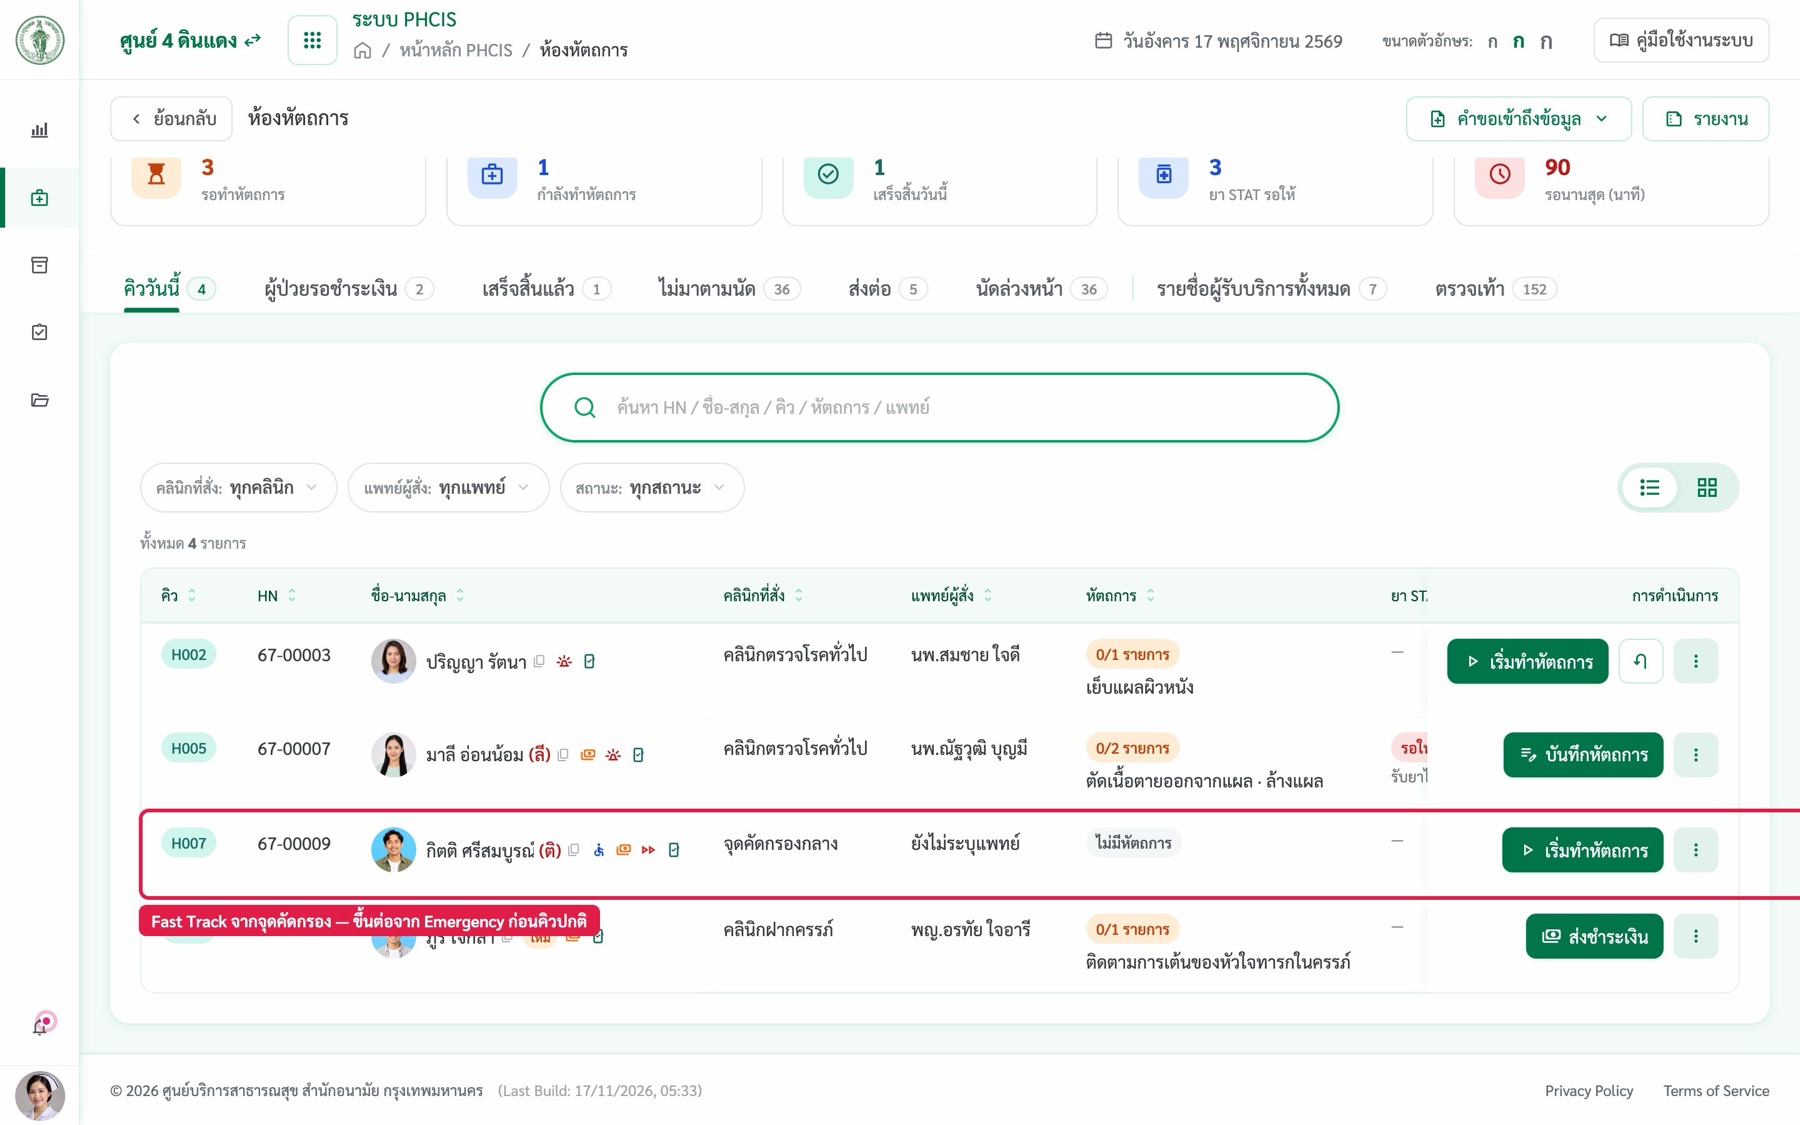 ศูนย์ 4 ดินแดง
ระบบ PHCIS
/ หน้าหลัก PHCIS / ห้องหัตถการ
วันอังคาร 17 พฤศจิกายน 2569
ขนาดตัวอักษร: ก ก ก
คู่มือใช้งานระบบ
ย้อนกลับ
ห้องหัตถการ
คำขอเข้าถึงข้อมูล
รายงาน
3
รอทำหัตถการ
1
กำลังทำหัตถการ
1
เสร็จสิ้นวันนี้
3
ยา STAT รอให้
90
รอนานสุด (นาที)
คิววันนี้ 4
ผู้ป่วยรอชำระเงิน 2
เสร็จสิ้นแล้ว 1
ไม่มาตามนัด 36
ส่งต่อ 5
นัดล่วงหน้า 36
รายชื่อผู้รับบริการทั้งหมด 7
ตรวจเท้า 152
ค้นหา HN / ชื่อ-สกุล / คิว / หัตถการ / แพทย์
คลินิกที่สั่ง: ทุกคลินิก
แพทย์ผู้สั่ง: ทุกแพทย์
สถานะ: ทุกสถานะ
ทั้งหมด 4 รายการ
คิว HN ชื่อ-นามสกุล คลินิกที่สั่ง แพทย์ผู้สั่ง หัตถการ ยา ST การดำเนินการ
H002 67-00003 ปริญญา รัตนา คลินิกตรวจโรคทั่วไป นพ.สมชาย ใจดี 0/1 รายการ — เริ่มทำหัตถการ
เย็บแผลผิวหนัง
H005 67-00007 มาลี อ่อนน้อม (ลี) คลินิกตรวจโรคทั่วไป นพ.ณัฐวุฒิ บุญมี 0/2 รายการ บันทึกหัตถการ
ตัดเนื้อตายออกจากแผล · ล้างแผล รับยา
H007 67-00009 กิตติ ศรีสมบูรณ์ (ติ) จุดคัดกรองกลาง ยังไม่ระบุแพทย์ ไม่มีหัตถการ — เริ่มทำหัตถการ
Fast Track จากจุดคัดกรอง — ขึ้นต่อจาก Emergency ก่อนคิวปกติ
คลินิกฝากครรภ์ พญ.อรทัย ใจอารี 0/1 รายการ — ส่งชำระเงิน
ติดตามการเต้นของหัวใจทารกในครรภ์
© 2026 ศูนย์บริการสาธารณสุข สำนักอนามัย กรุงเทพมหานคร (Last Build: 17/11/2026, 05:33)
Privacy Policy Terms of Service